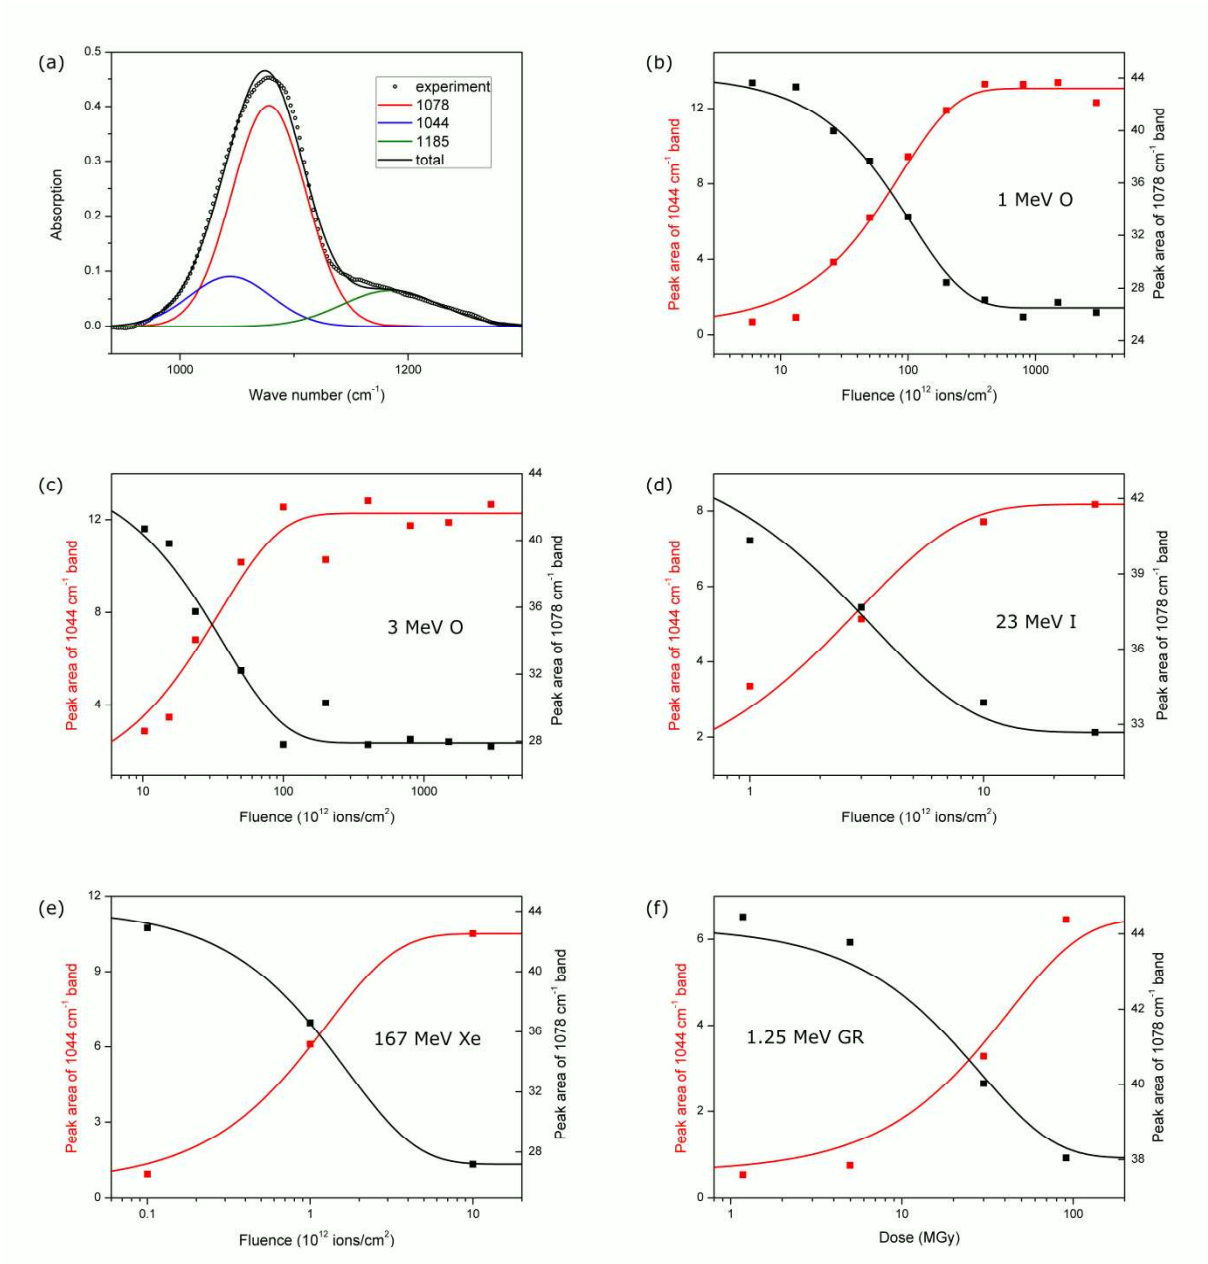 (a)
0.5
0.4
0.3
0.2
0.1
0.0
Absorption
experiment
1078
1044
1185
total
1000
1200
Wave number (cm⁻¹)
(b)
12
8
4
0
Peak area of 1044 cm⁻¹ band
44
40
36
32
28
24
Peak area of 1078 cm⁻¹ band
1 MeV O
10
100
1000
Fluence (10¹² ions/cm²)
(c)
12
8
4
Peak area of 1044 cm⁻¹ band
44
40
36
32
28
Peak area of 1078 cm⁻¹ band
3 MeV O
10
100
1000
Fluence (10¹² ions/cm²)
(d)
8
6
4
2
Peak area of 1044 cm⁻¹ band
42
39
36
33
Peak area of 1078 cm⁻¹ band
23 MeV I
1
10
Fluence (10¹² ions/cm²)
(e)
12
9
6
3
0
Peak area of 1044 cm⁻¹ band
44
40
36
32
28
Peak area of 1078 cm⁻¹ band
167 MeV Xe
0.1
1
10
Fluence (10¹² ions/cm²)
(f)
6
4
2
0
Peak area of 1044 cm⁻¹ band
44
42
40
38
Peak area of 1078 cm⁻¹ band
1.25 MeV GR
1
10
100
Dose (MGy)